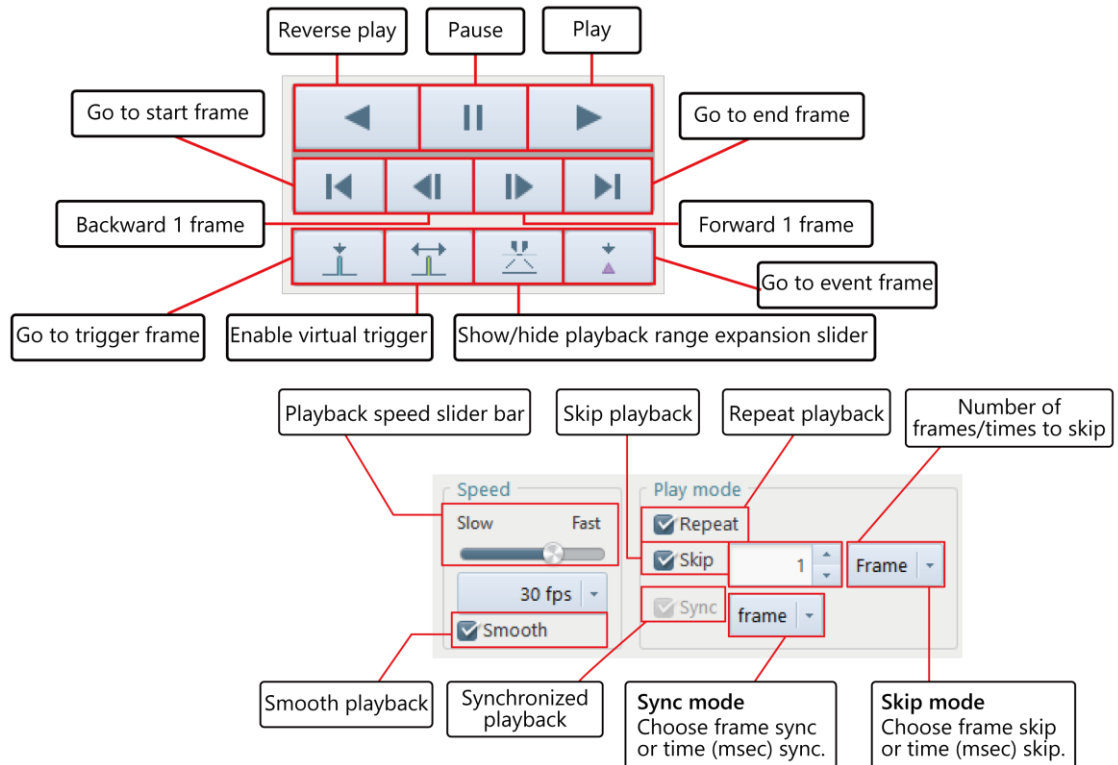 Reverse play
Pause
Play
Go to start frame
Go to end frame
Backward 1 frame
Forward 1 frame
Go to event frame
Go to trigger frame
Enable virtual trigger
Show/hide playback range expansion slider
Playback speed slider bar
Skip playback
Repeat playback
Number of
frames/times to skip
Speed
Slow
Fast
30 fps
Smooth
Play mode
Repeat
Skip
1
Frame
Sync
frame
Smooth playback
Synchronized
playback
Sync mode
Choose frame sync
or time (msec) sync.
Skip mode
Choose frame skip
or time (msec) skip.